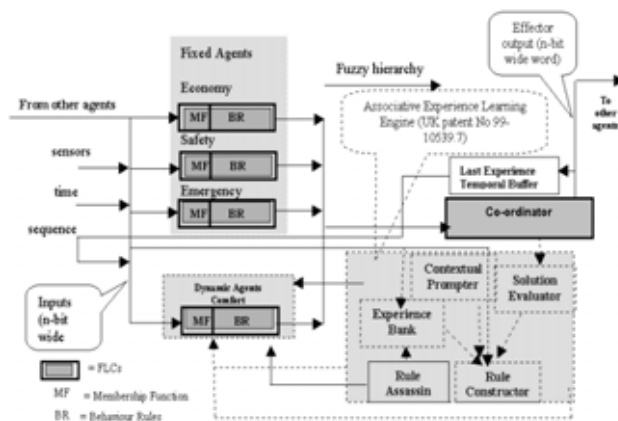 Fixed Agents
Economy
MF BR
Safety
MF BR
Emergency
MF BR
From other agents
sensors
time
sequence
Inputs
(n-bit
wide
Fuzzy hierarchy
Associative Experience Learning
Engine (UK patent No 99-
10539.7)
Effector
output (n-bit
wide word)
To
other
agents
Last Experience
Temporal Buffer
Co-ordinator
Contextual
Prompter
Solution
Evaluator
Experience
Bank
Rule
Assassin
Rule
Constructor
Dynamic Agents
Comfort
MF BR
= FLCs
MF = Membership Function
BR = Behaviour Rules